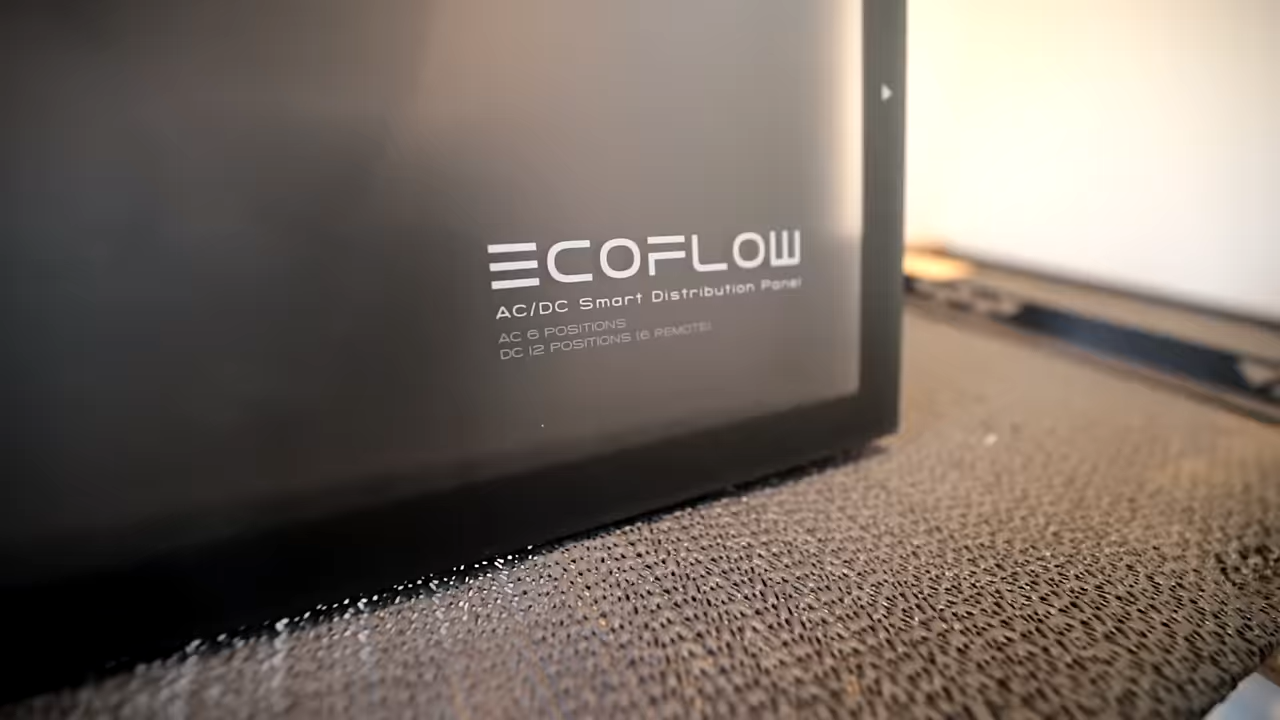 ECOFLOW
AC/DC Smart Distribution Panel
AC 6 POSITIONS
DC 12 POSITIONS (6 REMOTE)